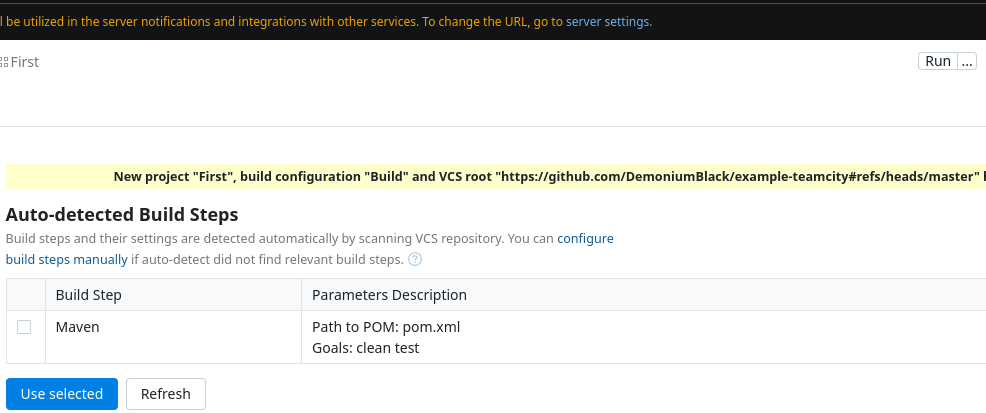 l be utilized in the server notifications and integrations with other services. To change the URL, go to server settings.
First
Run ...
New project "First", build configuration "Build" and VCS root "https://github.com/DemoniumBlack/example-teamcity#refs/heads/master"
Auto-detected Build Steps
Build steps and their settings are detected automatically by scanning VCS repository. You can configure
build steps manually if auto-detect did not find relevant build steps. ?
Build Step Parameters Description
Maven Path to POM: pom.xml
Goals: clean test
Use selected Refresh